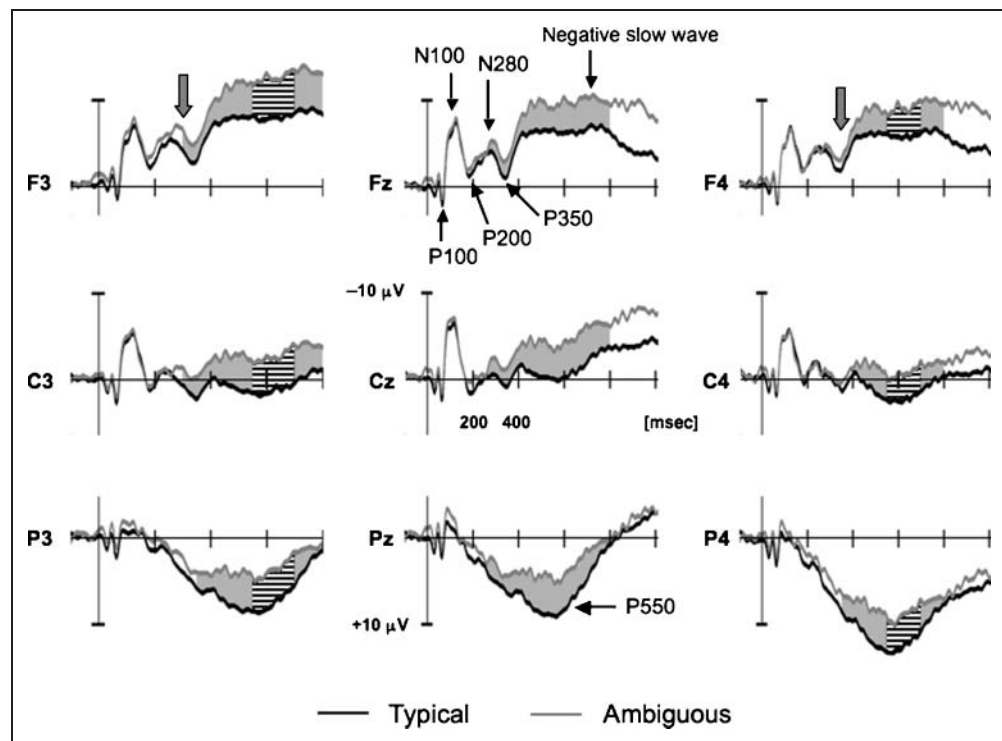 Negative slow wave
N100
N280
F3
Fz
F4
P350
P200
P100
−10 μV
C3
Cz
C4
200 400 [msec]
P3
Pz
P4
P550
+10 μV
Typical Ambiguous